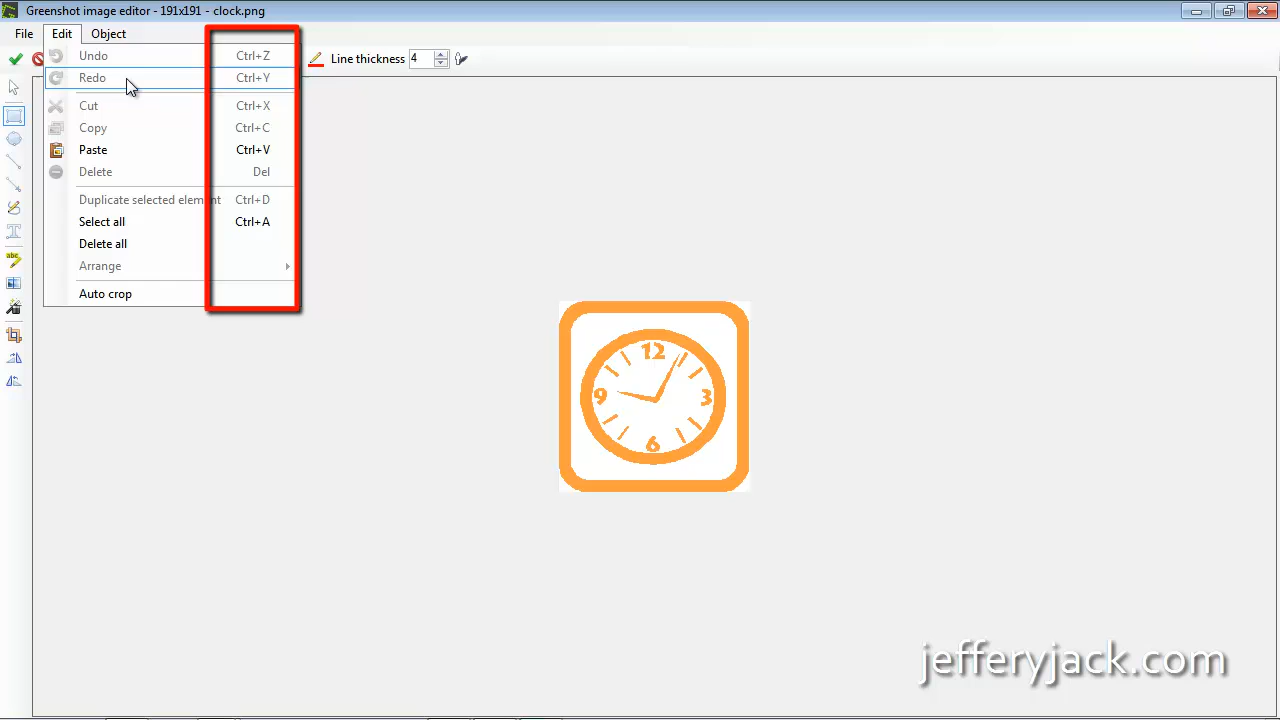 Greenshot image editor - 191x191 - clock.png
File Edit Object
Undo Ctrl+Z
Line thickness 4
Redo Ctrl+Y
Cut Ctrl+X
Copy Ctrl+C
Paste Ctrl+V
Delete Del
Duplicate selected element Ctrl+D
Select all Ctrl+A
Delete all
Arrange
Auto crop
abc
T
12
9 3
6
jefferyjack.com